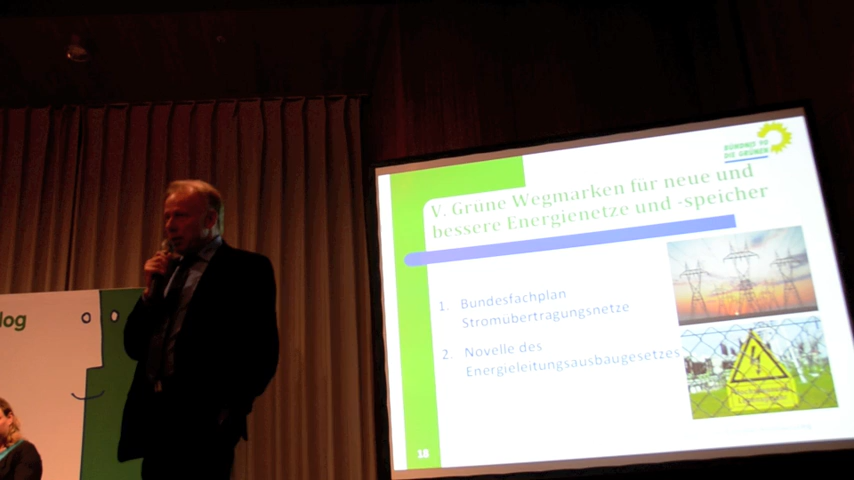 log
BÜNDNIS 90
DIE GRÜNEN
V. Grüne Wegmarken für neue und
bessere Energienetze und -speicher
1. Bundesfachplan
Stromübertragungsnetze
2. Novelle des
Energieleitungsausbaugesetzes
18